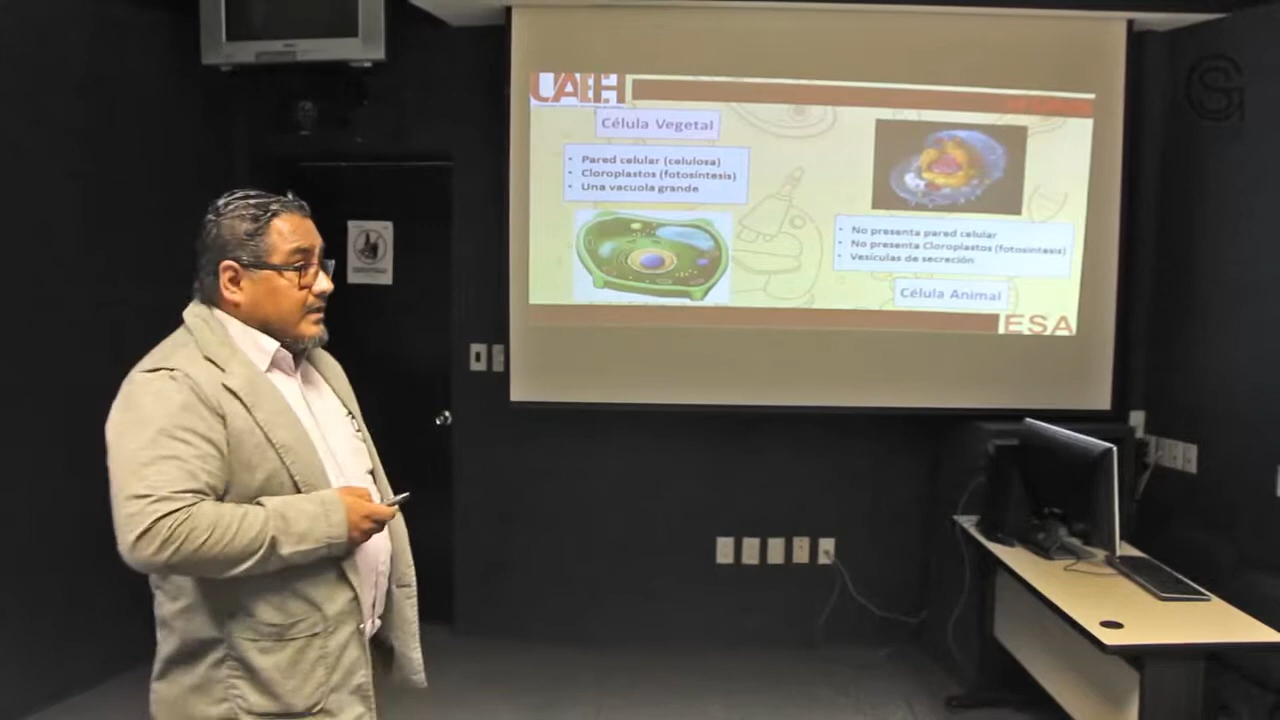 UAEH
Célula Vegetal
• Pared celular (celulosa)
• Cloroplastos (fotosíntesis)
• Una vacuola grande
• No presenta pared celular
• No presenta Cloroplastos (fotosíntesis)
• Vesículas de secreción
Célula Animal
ESA